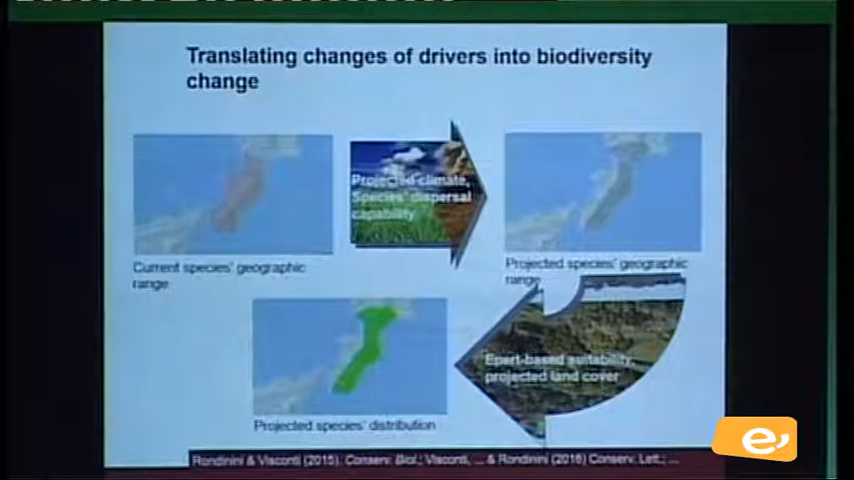 Translating changes of drivers into biodiversity
change
Projected climate,
Species' dispersal
capability
Current species' geographic
range
Projected species' geographic
range
Epert-based suitability,
projected land cover
Projected species' distribution
Rondinini & Visconti (2015). Conserv. Biol.; Visconti, ... & Rondinini (2016) Conserv. Lett.; ...
e